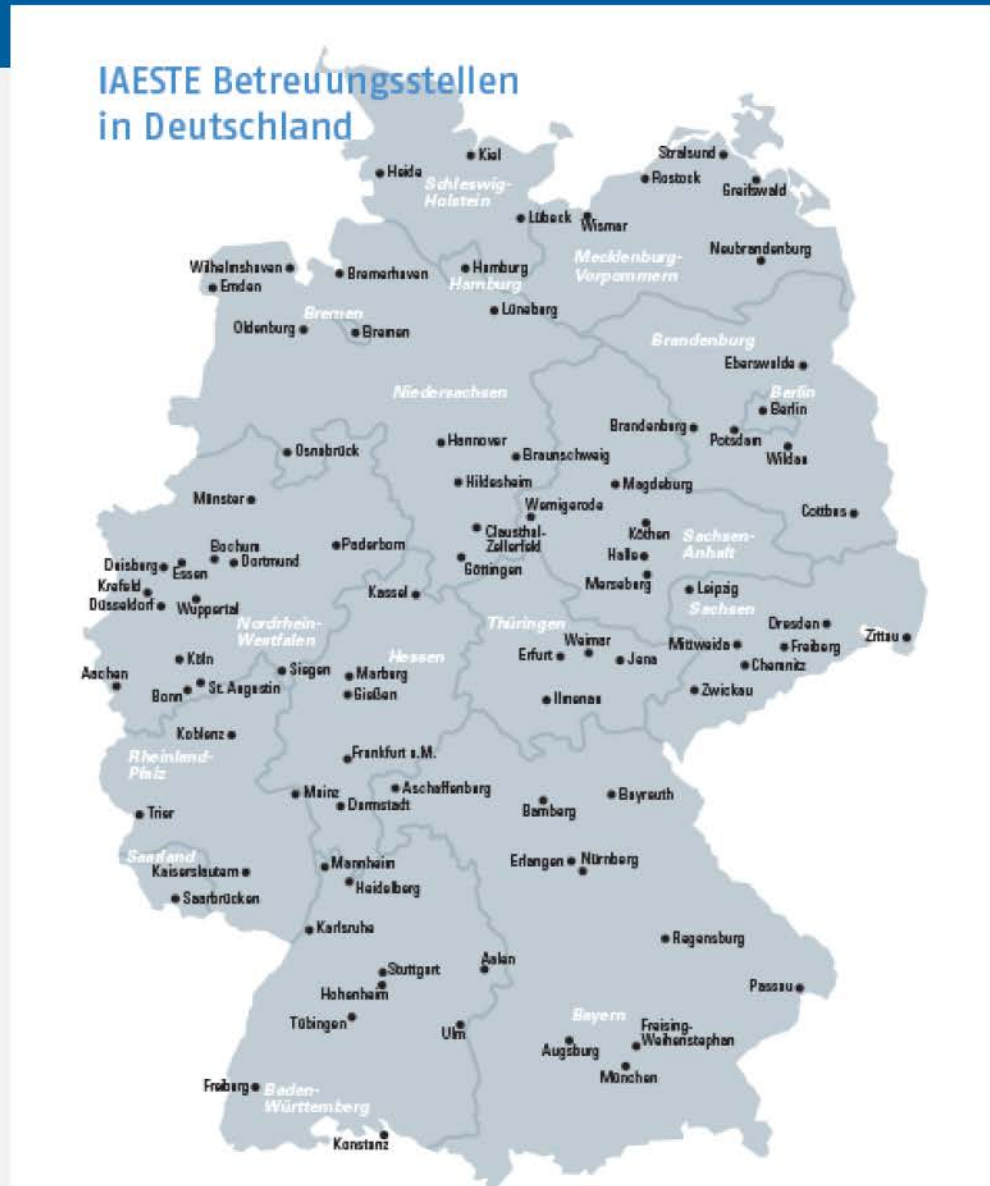 IAESTE Betreuungsstellen
in Deutschland
Kiel
Heide
Schleswig-
Holstein
Stralsund
Rostock
Greifswald
Lübeck
Wismar
Neubrandenburg
Mecklenburg-
Vorpommern
Wilhelmshaven
Emden
Bremerhaven
Hamburg
Hamburg
Lüneburg
Bremen
Oldenburg
Bremen
Brandenburg
Eberswalde
Niedersachsen
Berlin
Berlin
Brandenburg
Potsdam
Wildau
Hannover
Braunschweig
Osnabrück
Hildesheim
Magdeburg
Münster
Wernigerode
Cottbus
Clausthal-
Zellerfeld
Köthen
Sachsen-
Anhalt
Paderborn
Bochum
Dortmund
Duisburg
Essen
Göttingen
Halle
Merseburg
Krefeld
Düsseldorf
Wuppertal
Kassel
Leipzig
Sachsen
Nordrhein-
Westfalen
Thüringen
Dresden
Zittau
Weimar
Mittweida
Freiberg
Erfurt
Jena
Chemnitz
Hessen
Köln
Aachen
Siegen
Marburg
Bonn
St. Augustin
Gießen
Ilmenau
Zwickau
Koblenz
Rheinland-
Pfalz
Frankfurt a.M.
Mainz
Aschaffenburg
Darmstadt
Bamberg
Bayreuth
Trier
Saarland
Kaiserslautern
Mannheim
Heidelberg
Erlangen
Nürnberg
Saarbrücken
Karlsruhe
Regensburg
Stuttgart
Aalen
Hohenheim
Passau
Tübingen
Ulm
Bayern
Freising-
Weihenstephan
Augsburg
München
Freiburg
Baden-
Württemberg
Konstanz